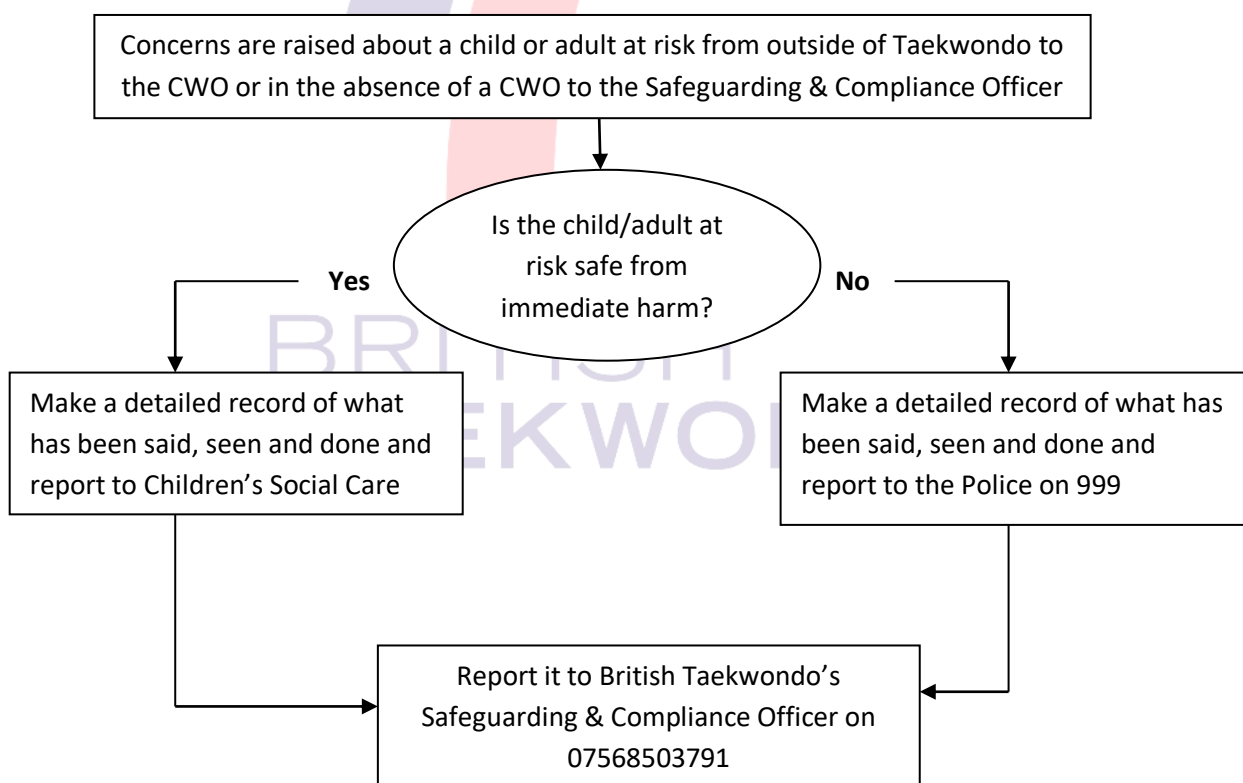 Concerns are raised about a child or adult at risk from outside of Taekwondo to
the CWO or in the absence of a CWO to the Safeguarding & Compliance Officer
Is the child/adult at
risk safe from
immediate harm?
Yes
No
BRITISH
Make a detailed record of what
has been said, seen and done and
report to Children’s Social Care
EKWO
Make a detailed record of what has
been said, seen and done and
report to the Police on 999
Report it to British Taekwondo’s
Safeguarding & Compliance Officer on
07568503791